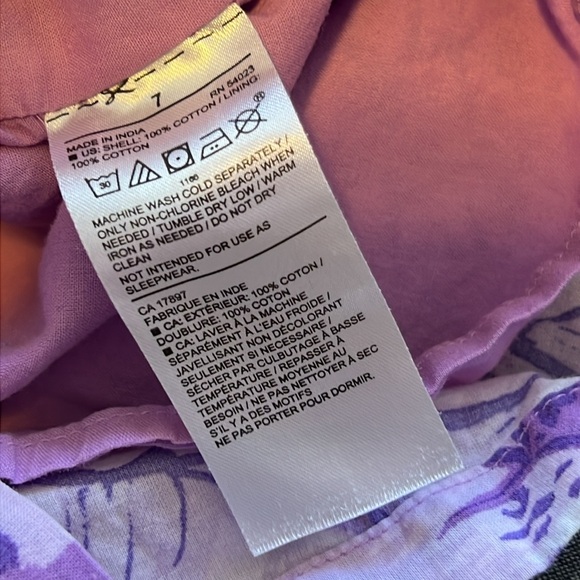 7
RN 54023
MADE IN INDIA
■ US: SHELL: 100% COTTON / LINING:
100% COTTON
30
1166
MACHINE WASH COLD SEPARATELY /
ONLY NON-CHLORINE BLEACH WHEN
NEEDED / TUMBLE DRY LOW / WARM
IRON AS NEEDED / DO NOT DRY
CLEAN
NOT INTENDED FOR USE AS
SLEEPWEAR.
CA 17897
FABRIQUE EN INDE
■ CA: EXTÉRIEUR: 100% COTON /
DOUBLURE: 100% COTON
■ CA: LAVER À LA MACHINE
SÉPARÉMENT À L'EAU FROIDE /
JAVELLISANT NON DÉCOLORANT
SEULEMENT SI NECESSAIRE /
SÉCHER PAR CULBUTAGE À BASSE
TEMPÉRATURE / REPASSER À
TEMPÉRATURE MOYENNE AU
BESOIN / NE PAS NETTOYER À SEC
S'IL Y A DES MOTIFS.
NE PAS PORTER POUR DORMIR.